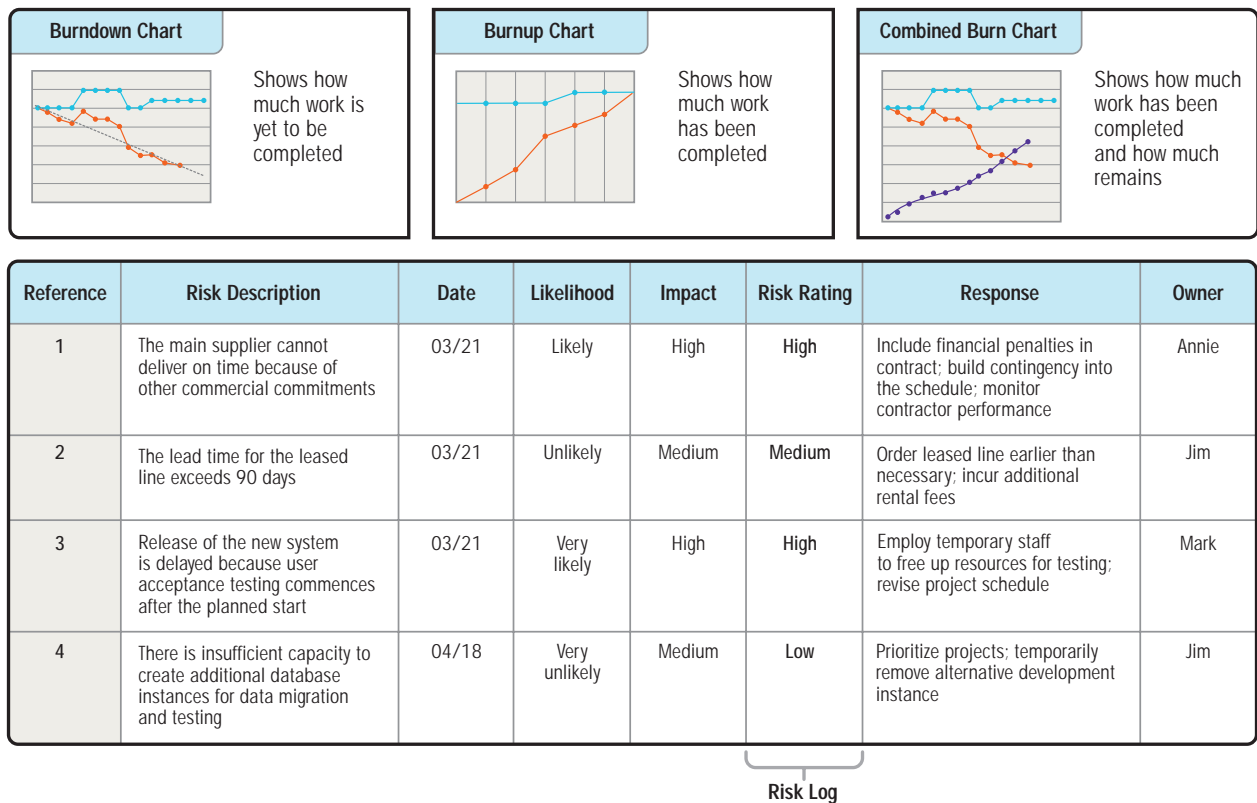 Burndown Chart
Shows how
much work is
yet to be
completed
Burnup Chart
Shows how
much work
has been
completed
Combined Burn Chart
Shows how much
work has been
completed
and how much
remains
Reference Risk Description Date Likelihood Impact Risk Rating Response Owner
1
The main supplier cannot
deliver on time because of
other commercial commitments
03/21
Likely
High
High
Include financial penalties in
contract; build contingency into
the schedule; monitor
contractor performance
Annie
2
The lead time for the leased
line exceeds 90 days
03/21
Unlikely
Medium
Medium
Order leased line earlier than
necessary; incur additional
rental fees
Jim
3
Release of the new system
is delayed because user
acceptance testing commences
after the planned start
03/21
Very
likely
High
High
Employ temporary staff
to free up resources for testing;
revise project schedule
Mark
4
There is insufficient capacity to
create additional database
instances for data migration
and testing
04/18
Very
unlikely
Medium
Low
Prioritize projects; temporarily
remove alternative development
instance
Jim
Risk Log